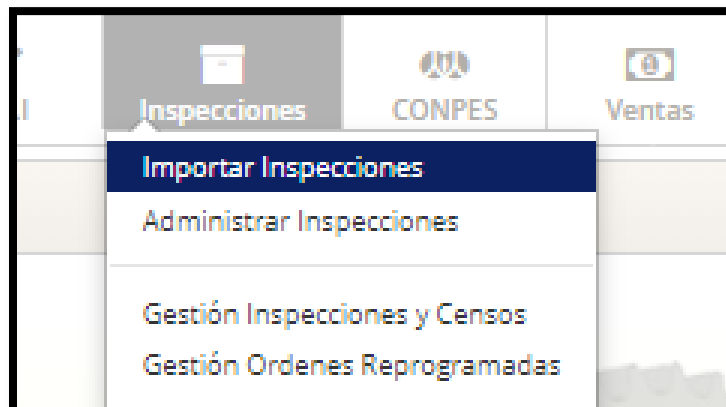 Inspecciones
CONPES
Ventas
Importar Inspecciones
Administrar Inspecciones
Gestión Inspecciones y Censos
Gestión Ordenes Reprogramadas